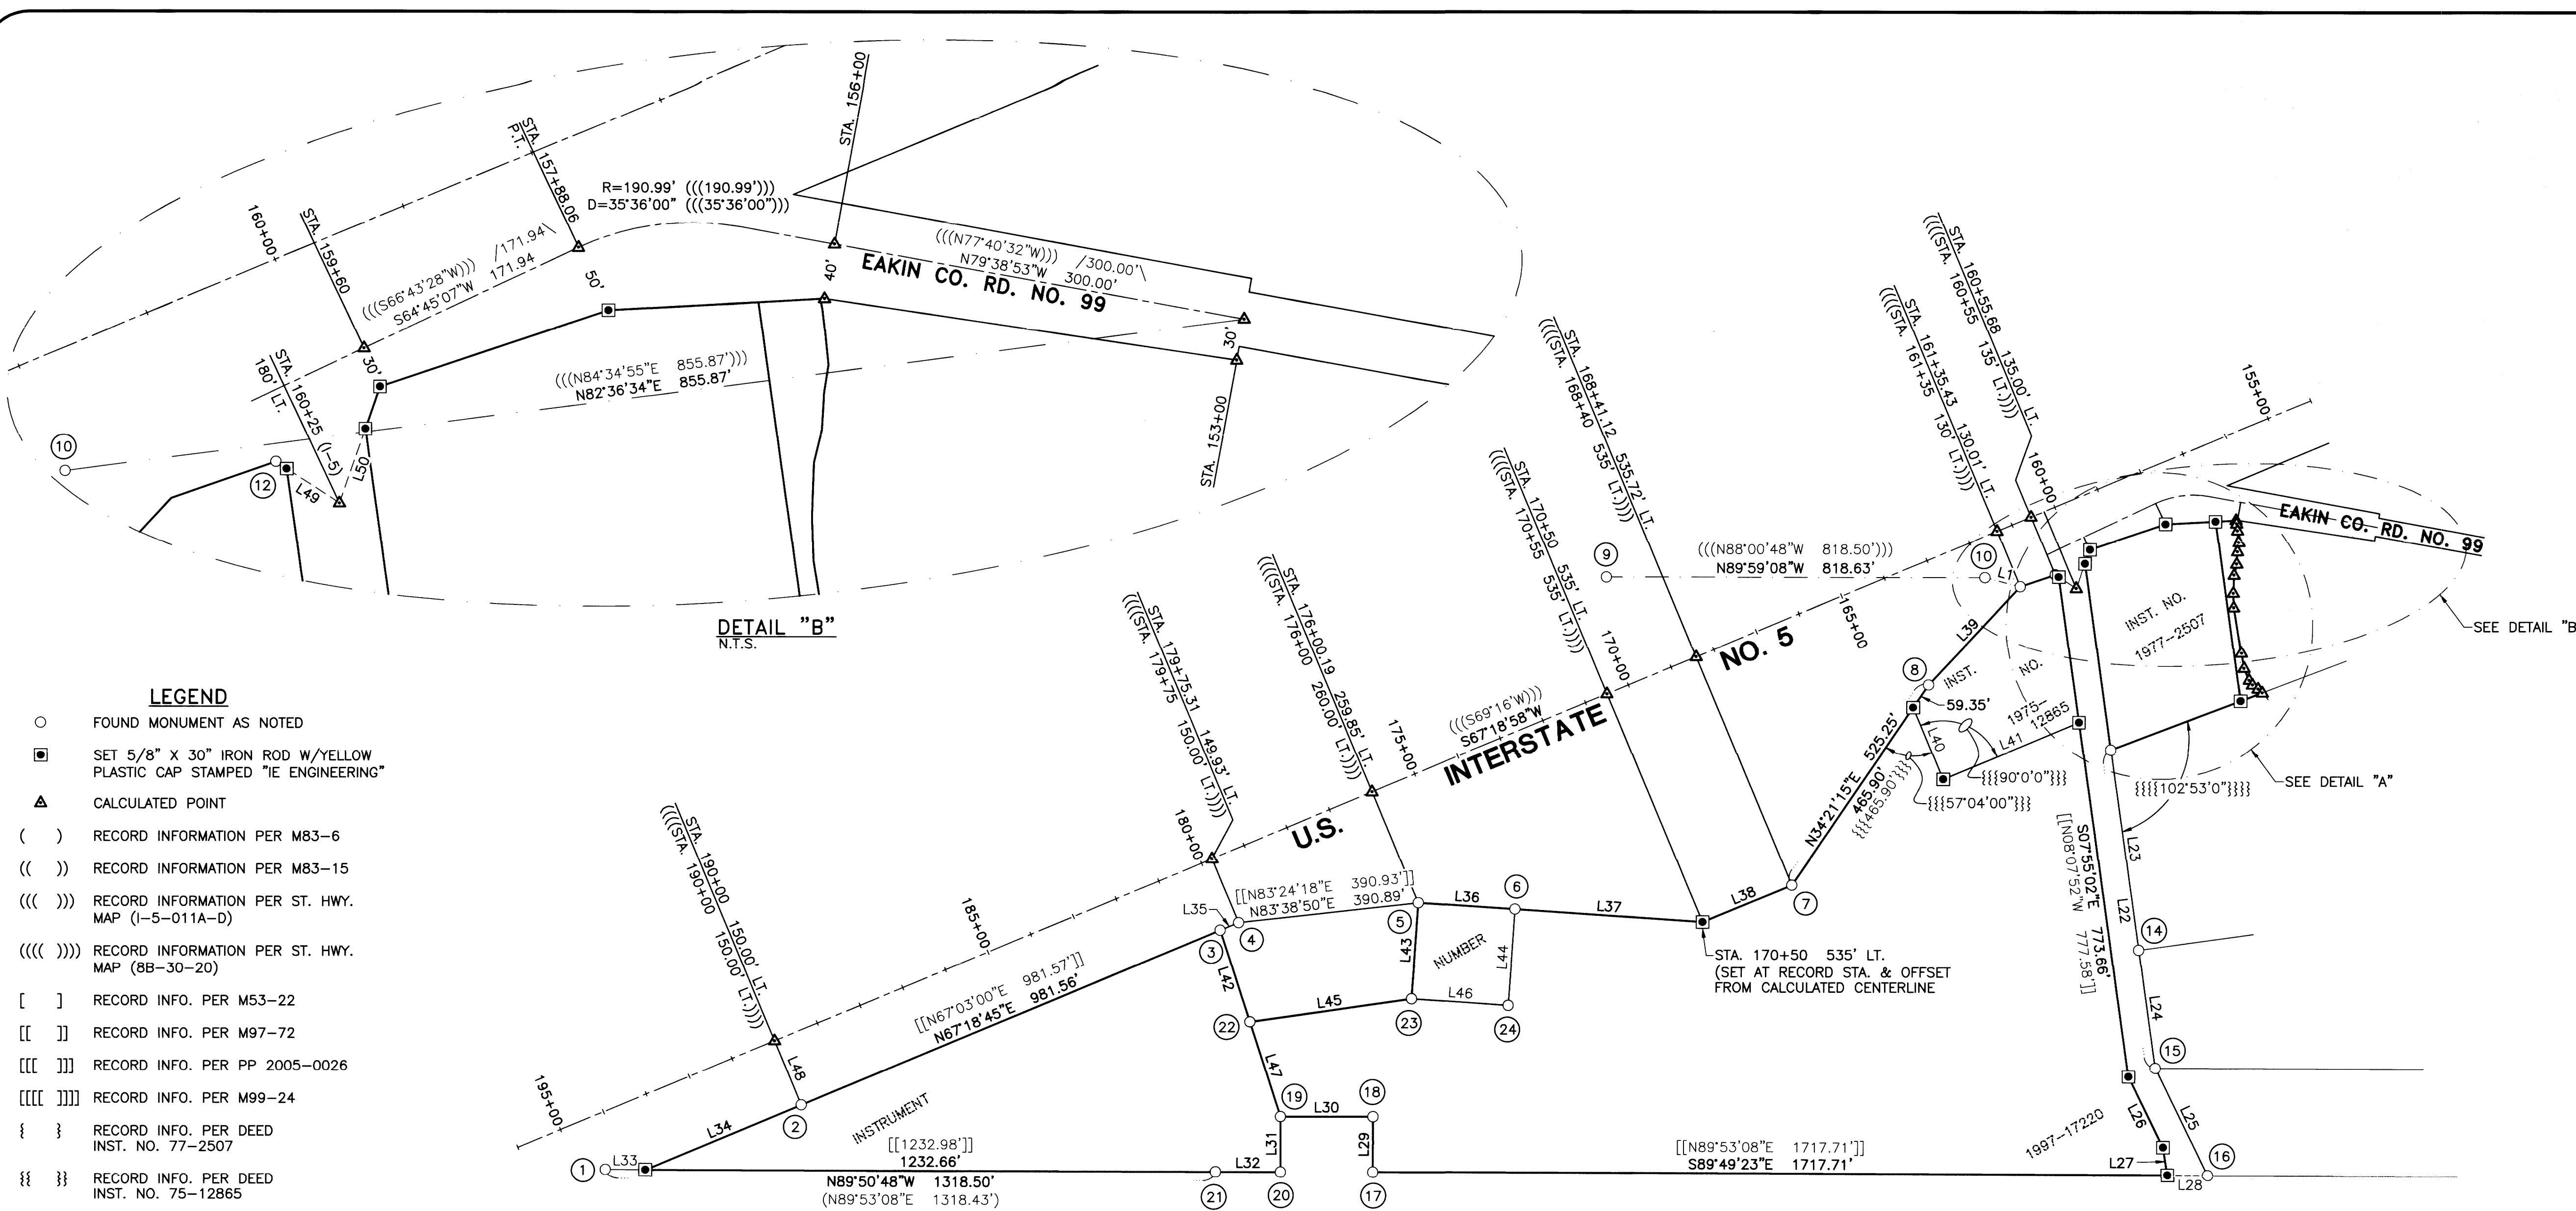 STA. 156+00
STA. 157+88.06
P.T.
R=190.99' (((190.99')))
D=35°36'00" (((35°36'00")))
160+00
STA. 159+60
(((S66°43'28"W))) /171.94\
S64°45'07"W 171.94
50'
40'
(((N77°40'32"W))) /300.00'\
N79°38'53"W 300.00'
EAKIN CO. RD. NO. 99
30'
STA. 160+25 (I-5)
180' LT.
(((N84°34'55"E 855.87')))
N82°36'34"E 855.87'
30'
STA. 153+00
10
12
L49
L50
DETAIL "B"
N.T.S.
LEGEND
FOUND MONUMENT AS NOTED
SET 5/8" X 30" IRON ROD W/YELLOW
PLASTIC CAP STAMPED "IE ENGINEERING"
CALCULATED POINT
( ) RECORD INFORMATION PER M83-6
(( )) RECORD INFORMATION PER M83-15
((( ))) RECORD INFORMATION PER ST. HWY.
MAP (I-5-011A-D)
(((( )))) RECORD INFORMATION PER ST. HWY.
MAP (8B-30-20)
[ ] RECORD INFO. PER M53-22
[[ ]] RECORD INFO. PER M97-72
[[[ ]]] RECORD INFO. PER PP 2005-0026
[[[[ ]]]] RECORD INFO. PER M99-24
{ } RECORD INFO. PER DEED
INST. NO. 77-2507
{{ }} RECORD INFO. PER DEED
INST. NO. 75-12865
STA. 190+00 150.00' LT.
((((STA. 190+00 150.00' LT.))))
STA. 179+75.31 149.93' LT.
((((STA. 179+75 150.00' LT.))))
STA. 176+00.19 259.85' LT.
((((STA. 176+00 260.00' LT.))))
STA. 170+50 535' LT.
((((STA. 170+55 535' LT.))))
STA. 168+41.12 535.72' LT.
((((STA. 168+40 535' LT.))))
STA. 161+35.43 130.01' LT.
((((STA. 161+35 130' LT.))))
STA. 160+55.68 135.00' LT.
((((STA. 160+55 135' LT.))))
155+00
160+00
165+00
170+00
175+00
180+00
185+00
195+00
9
(((N88°00'48"W 818.50')))
N89°59'08"W 818.63'
10
L1
EAKIN CO. RD. NO. 99
INST. NO.
1977-2507
SEE DETAIL "B
L39
8
INST. NO.
1975-
12865
59.35'
L40
L41
{{{90°0'0"}}}
{{{57°04'00"}}}
{{{{102°53'0"}}}}
SEE DETAIL "A"
U.S. INTERSTATE NO. 5
(((S69°16'W)))
S67°18'58"W
N34°21'15"E 525.25'
465.90'
{{{465.90'}}}
S07°55'02"E 773.66'
[[N08°07'52"W 777.58']]
L23
L22
14
L24
15
L25
L26
1997-17220
L27
L28
16
7
L38
L37
STA. 170+50 535' LT.
(SET AT RECORD STA. & OFFSET
FROM CALCULATED CENTERLINE
6
L36
5
[[N83°24'18"E 390.93']]
N83°38'50"E 390.89'
L35
4
3
L42
L43
NUMBER
L44
L45
L46
22
23
24
L47
[[N67°03'00"E 981.57']]
N67°18'45"E 981.56'
L48
2
L34
INSTRUMENT
19
L30
18
L31
L29
1
L33
[[1232.98']]
1232.66'
N89°50'48"W 1318.50'
(N89°53'08"E 1318.43')
L32
21
20
17
[[N89°53'08"E 1717.71']]
S89°49'23"E 1717.71'